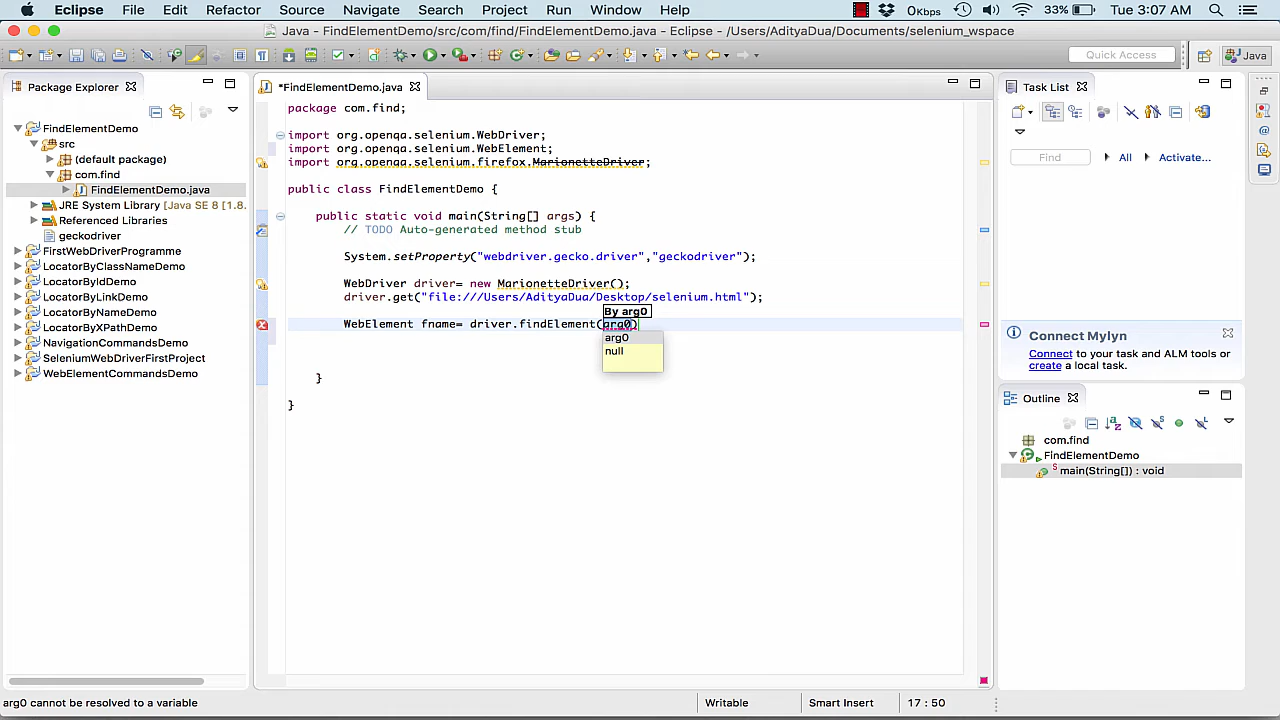 Eclipse File Edit Refactor Source Navigate Search Project Run Window Help 0Kbps 33% Tue 3:07 AM
Java - FindElementDemo/src/com/find/FindElementDemo.java - Eclipse - /Users/AdityaDua/Documents/selenium_wspace
Quick Access Java
Package Explorer
FindElementDemo
src
(default package)
com.find
FindElementDemo.java
JRE System Library [Java SE 8 [1.8.
Referenced Libraries
geckodriver
FirstWebDriverProgramme
LocatorByClassNameDemo
LocatorByIdDemo
LocatorByLinkDemo
LocatorByNameDemo
LocatorByXPathDemo
NavigationCommandsDemo
SeleniumWebDriverFirstProject
WebElementCommandsDemo
*FindElementDemo.java
package com.find;
import org.openqa.selenium.WebDriver;
import org.openqa.selenium.WebElement;
import org.openqa.selenium.firefox.MarionetteDriver;
public class FindElementDemo {
public static void main(String[] args) {
// TODO Auto-generated method stub
System.setProperty("webdriver.gecko.driver","geckodriver");
WebDriver driver= new MarionetteDriver();
driver.get("file:///Users/AdityaDua/Desktop/selenium.html");
By arg0
WebElement fname= driver.findElement(arg0)
arg0
null
}
}
Task List
Find All Activate...
Connect Mylyn
Connect to your task and ALM tools or
create a local task.
Outline
com.find
FindElementDemo
main(String[]) : void
arg0 cannot be resolved to a variable Writable Smart Insert 17 : 50